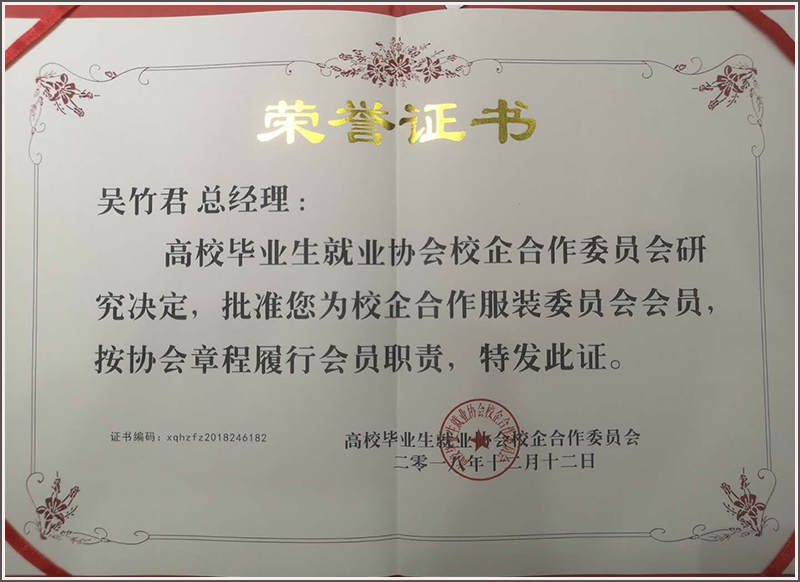 荣誉证书
吴竹君 总经理：
高校毕业生就业协会校企合作委员会研
究决定，批准您为校企合作服装委员会会员，
按协会章程履行会员职责，特发此证。
证书编码：xqhzfz2018246182
高校毕业生就业协会校企合作委员会
二零一八年十二月十二日